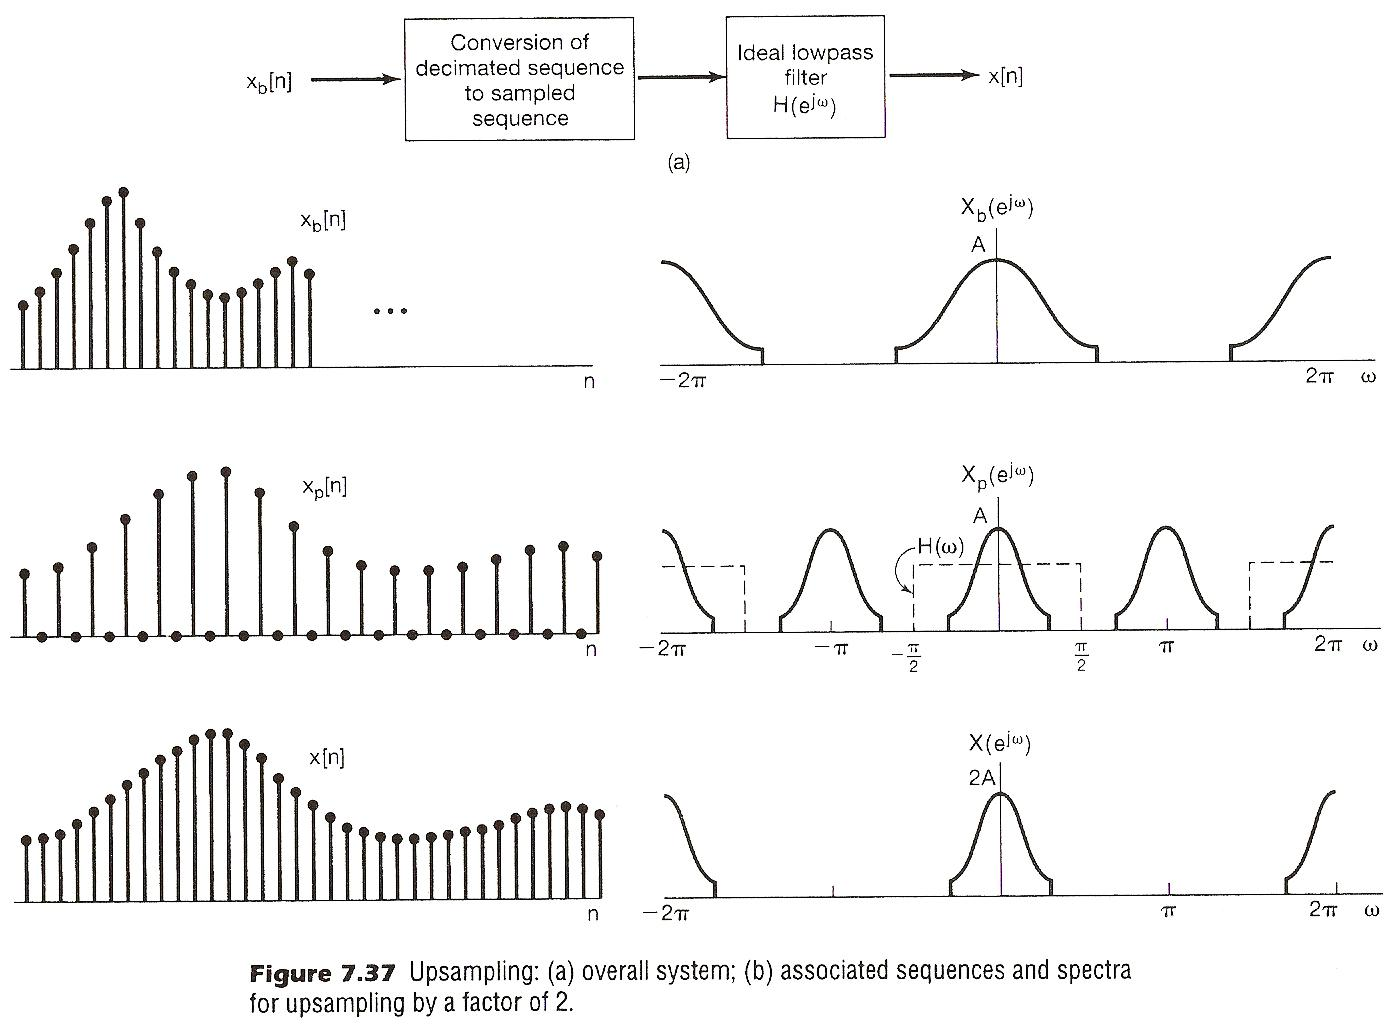 x_b[n]
Conversion of
decimated sequence
to sampled
sequence
Ideal lowpass
filter
H(e^jω)
x[n]
(a)
x_b[n]
n
X_b(e^jω)
A
−2π
2π
ω
x_p[n]
n
X_p(e^jω)
A
H(ω)
−2π
−π
−π/2
π/2
π
2π
ω
x[n]
n
X(e^jω)
2A
−2π
π
2π
ω
Figure 7.37 Upsampling: (a) overall system; (b) associated sequences and spectra
for upsampling by a factor of 2.